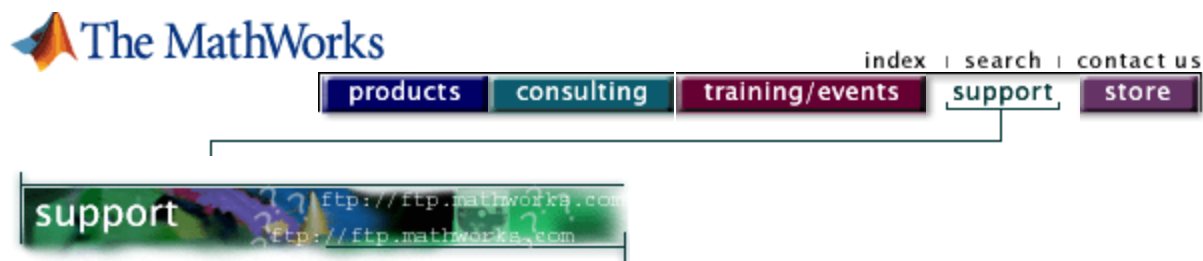 The MathWorks
index | search | contact us
products consulting training/events support store
support
ftp://ftp.mathworks.com
ftp://ftp.mathworks.com